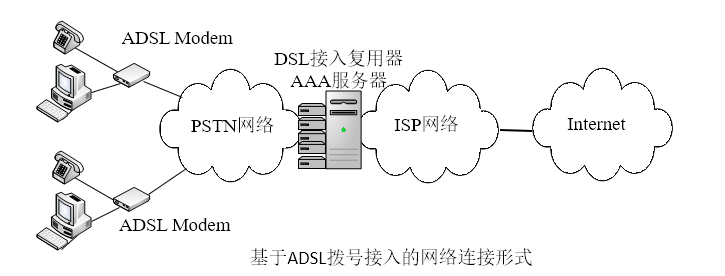 ADSL Modem
DSL接入复用器
AAA服务器
PSTN网络
ISP网络
Internet
ADSL Modem
基于ADSL拨号接入的网络连接形式